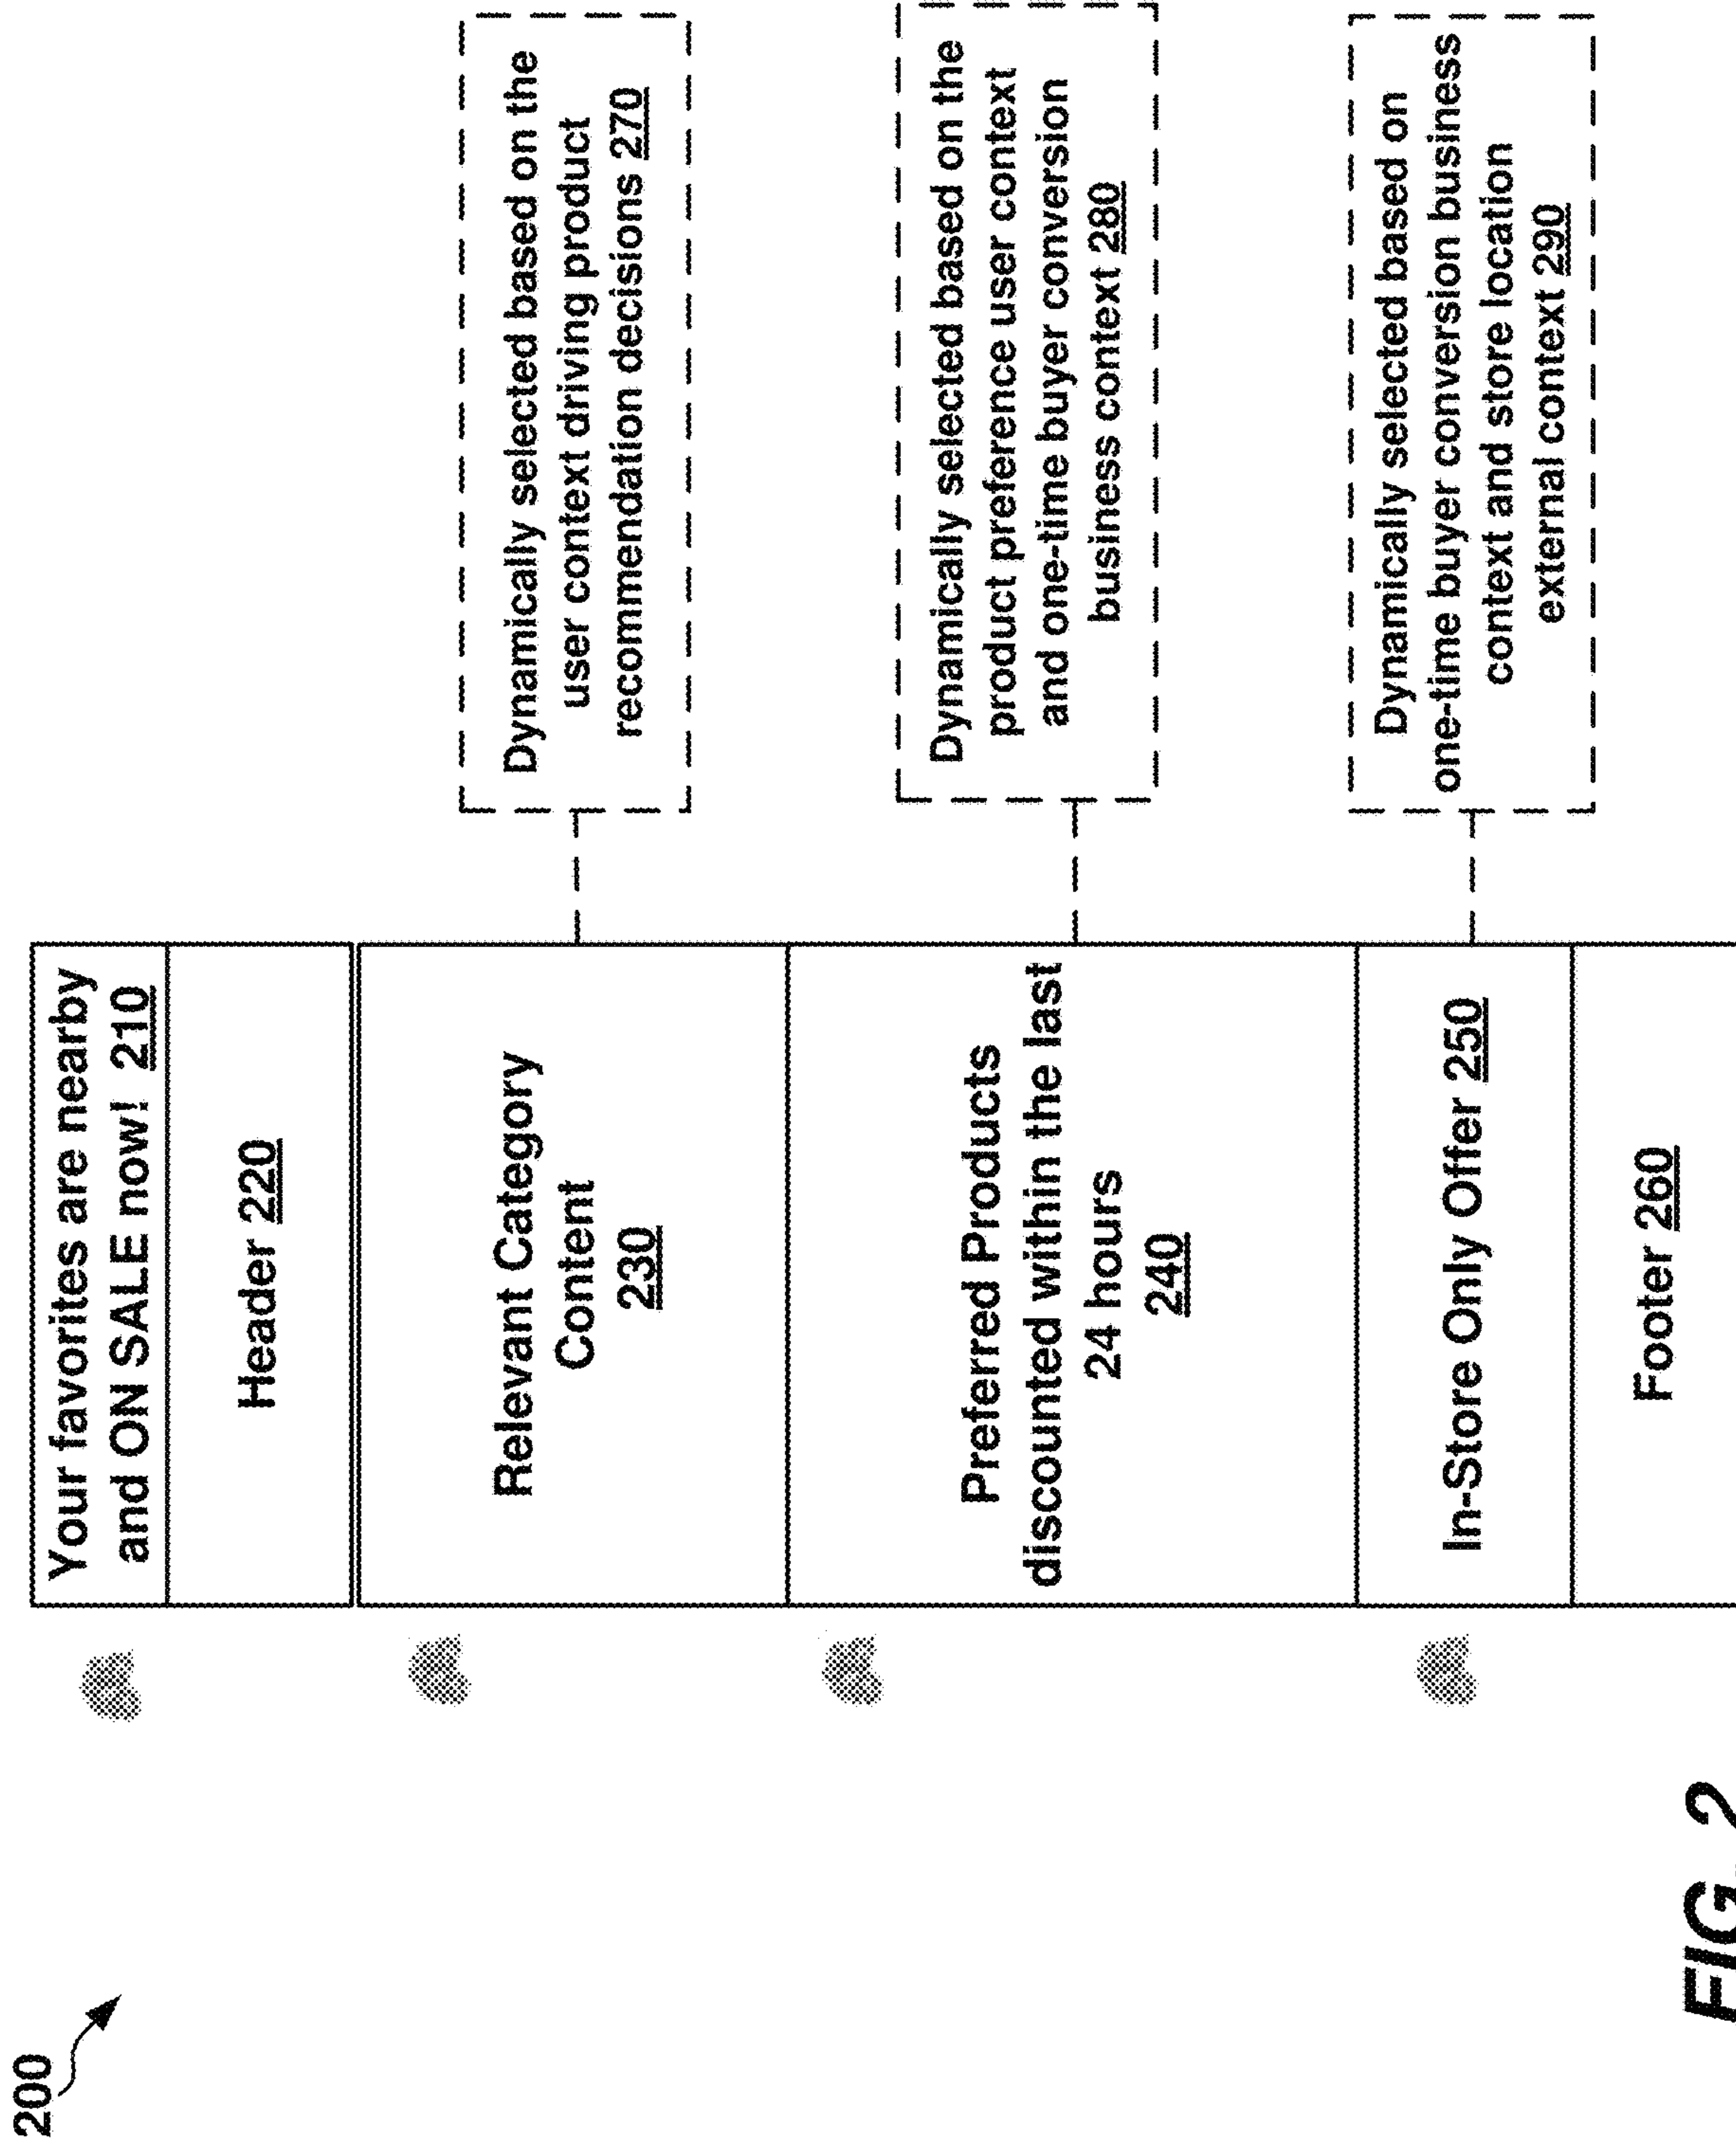 200
Your favorites are nearby
and ON SALE now! 210
Header 220
Relevant Category
Content
230
Dynamically selected based on the
user context driving product
recommendation decisions 270
Preferred Products
discounted within the last
24 hours
240
Dynamically selected based on the
product preference user context
and one-time buyer conversion
business context 280
In-Store Only Offer 250
Dynamically selected based on
one-time buyer conversion business
context and store location
external context 290
Footer 260
FIG. 2